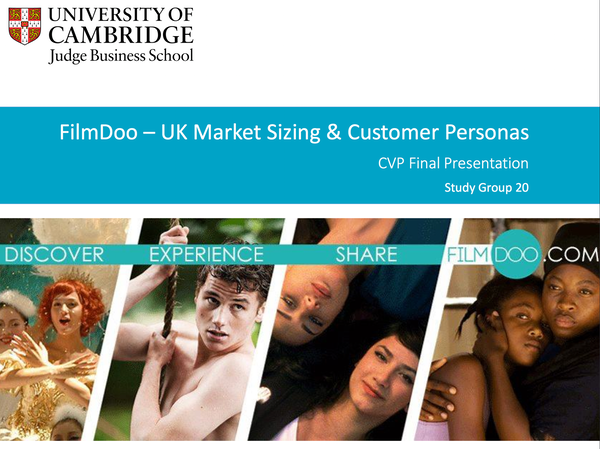 UNIVERSITY OF
CAMBRIDGE
Judge Business School
FilmDoo – UK Market Sizing & Customer Personas
CVP Final Presentation
Study Group 20
DISCOVER EXPERIENCE SHARE FILMDOO.COM